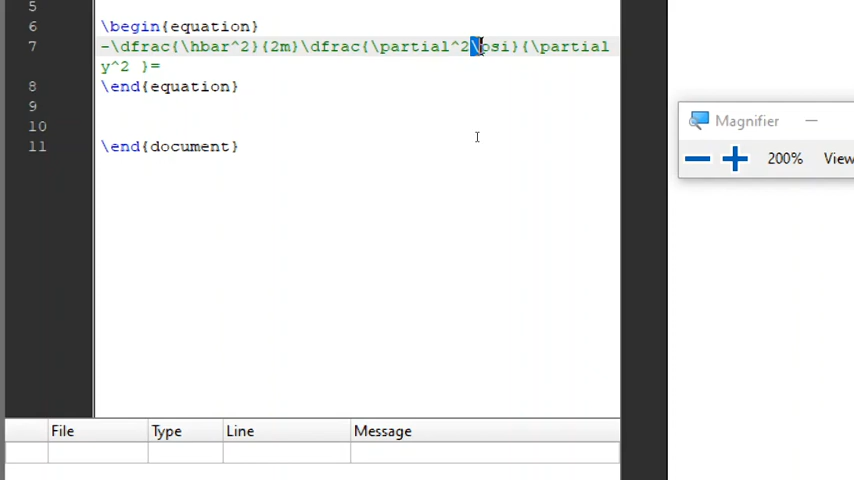 5
6 \begin{equation}
7 -\dfrac{\hbar^2}{2m}\dfrac{\partial^2\psi}{\partial
y^2 }=
8 \end{equation}
9
10
11 \end{document}
Magnifier
200% View
File Type Line Message